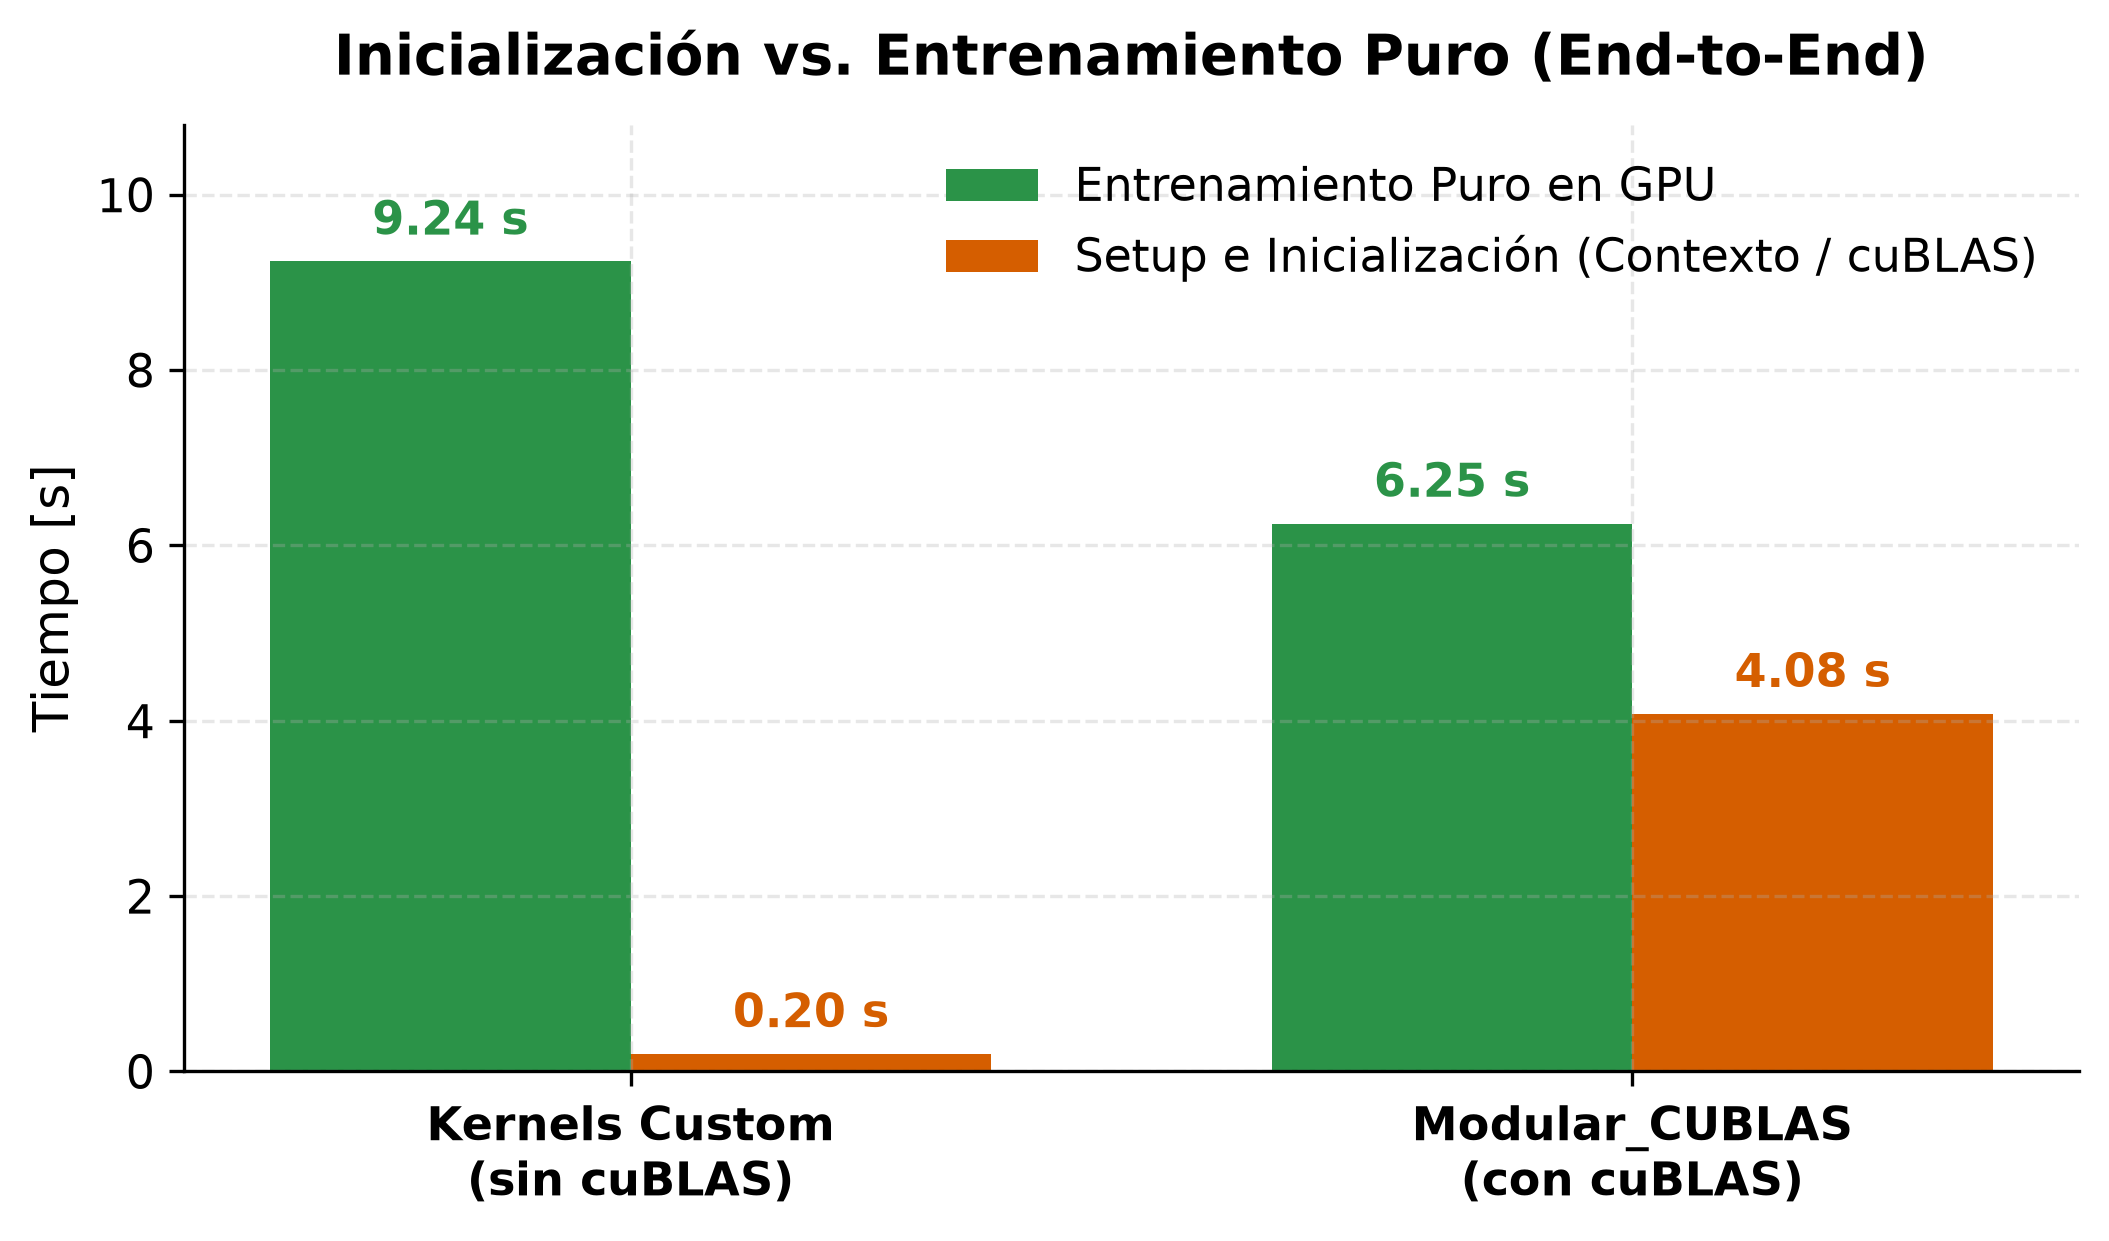 Inicialización vs. Entrenamiento Puro (End-to-End)
Entrenamiento Puro en GPU
Setup e Inicialización (Contexto / cuBLAS)
Tiempo [s]
10
8
6
4
2
0
9.24 s
0.20 s
6.25 s
4.08 s
Kernels Custom
(sin cuBLAS)
Modular_CUBLAS
(con cuBLAS)